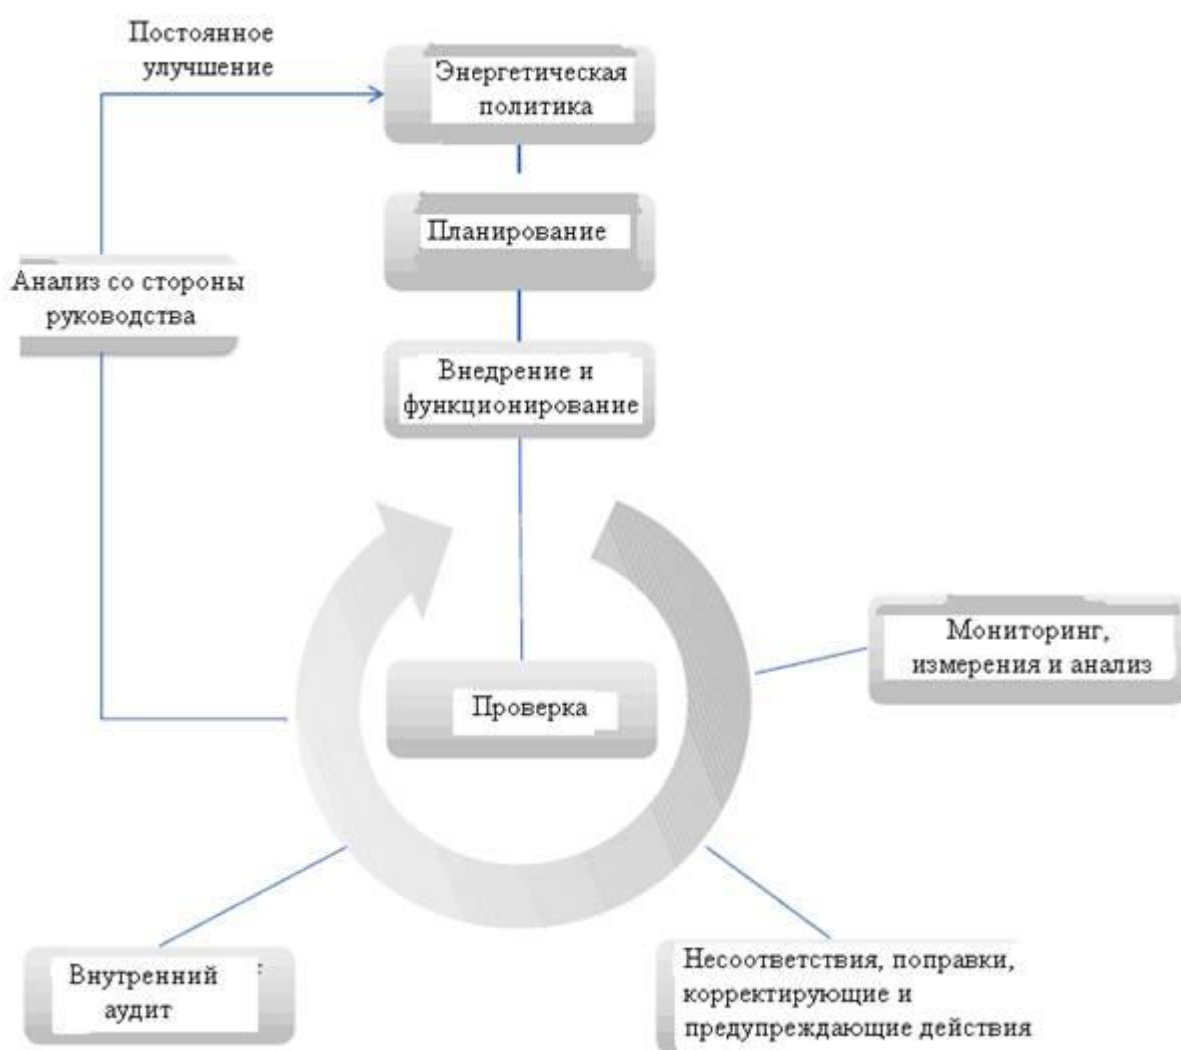 Постоянное
улучшение
Энергетическая
политика
Планирование
Анализ со стороны
руководства
Внедрение и
функционирование
Мониторинг,
измерения и анализ
Проверка
Внутренний
аудит
Несоответствия, поправки,
корректирующие и
предупреждающие действия